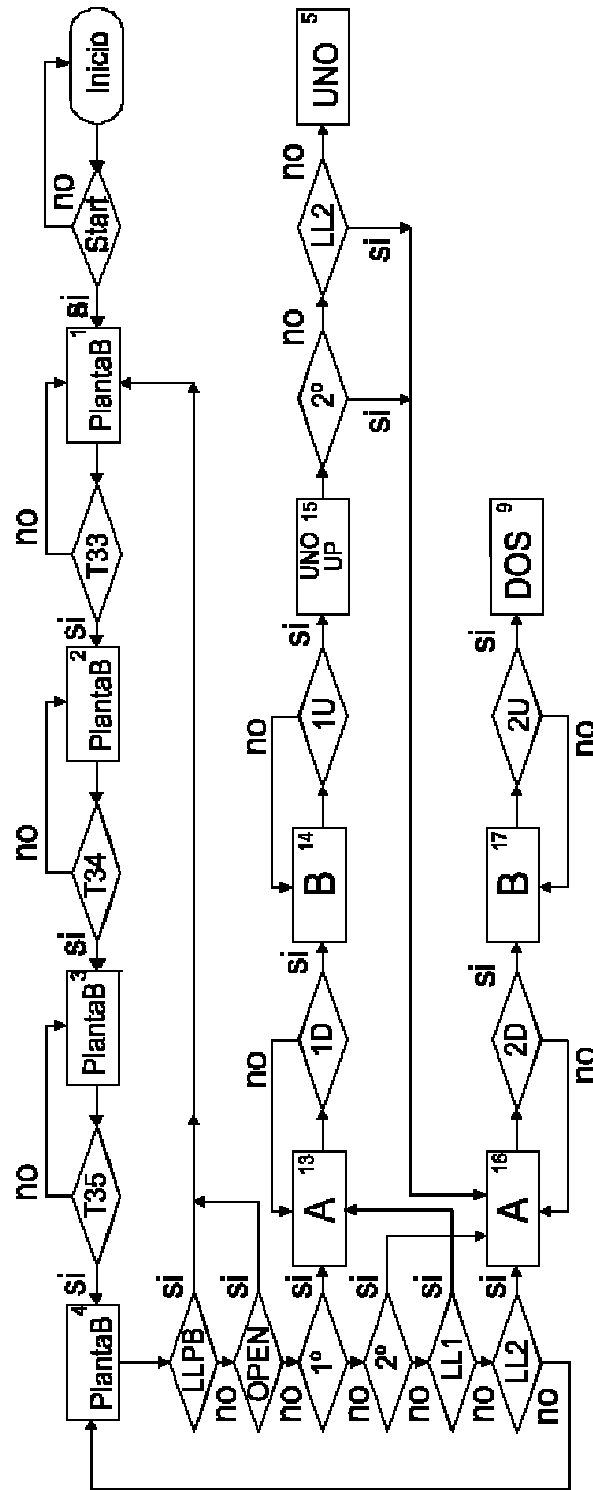 Inicio
no
Start
si
1
PlantaB
no
T33
si
2
PlantaB
no
T34
si
3
PlantaB
no
T35
si
4
PlantaB
LLPB
si
no
OPEN
si
no
1º
si
no
2º
si
no
LL1
si
no
LL2
si
no
13
A
no
1D
si
14
B
no
1U
si
15
UNO
UP
2º
no
si
LL2
no
si
5
UNO
16
A
2D
no
si
17
B
2U
no
si
9
DOS